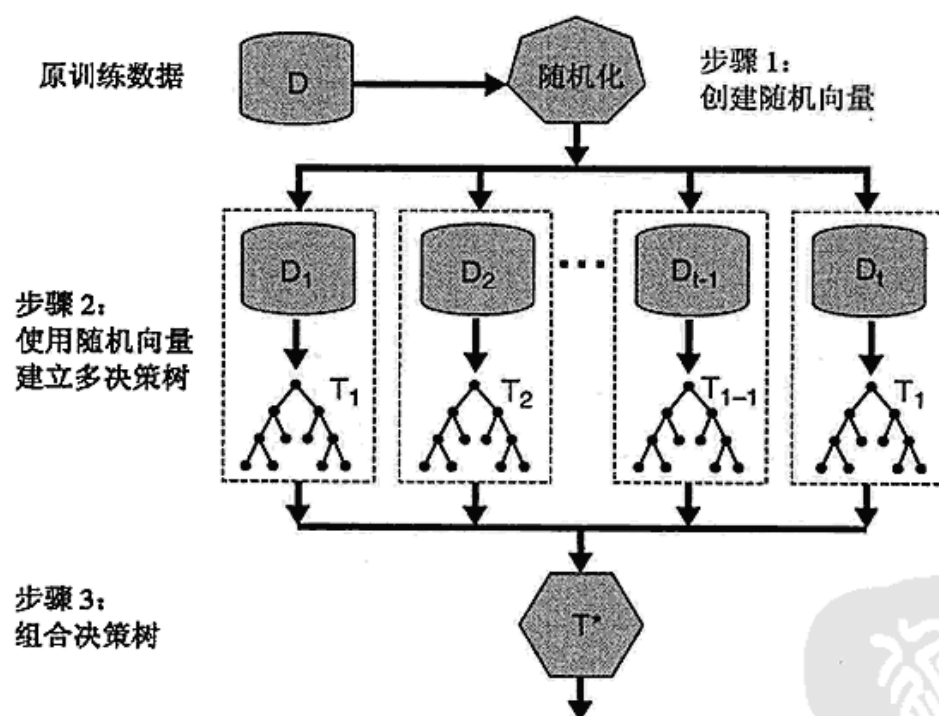 原训练数据
D
随机化
步骤 1：
创建随机向量
D1
D2
Dt-1
Dt
步骤 2：
使用随机向量
建立多决策树
T1
T2
T1-1
T1
步骤 3：
组合决策树
T*